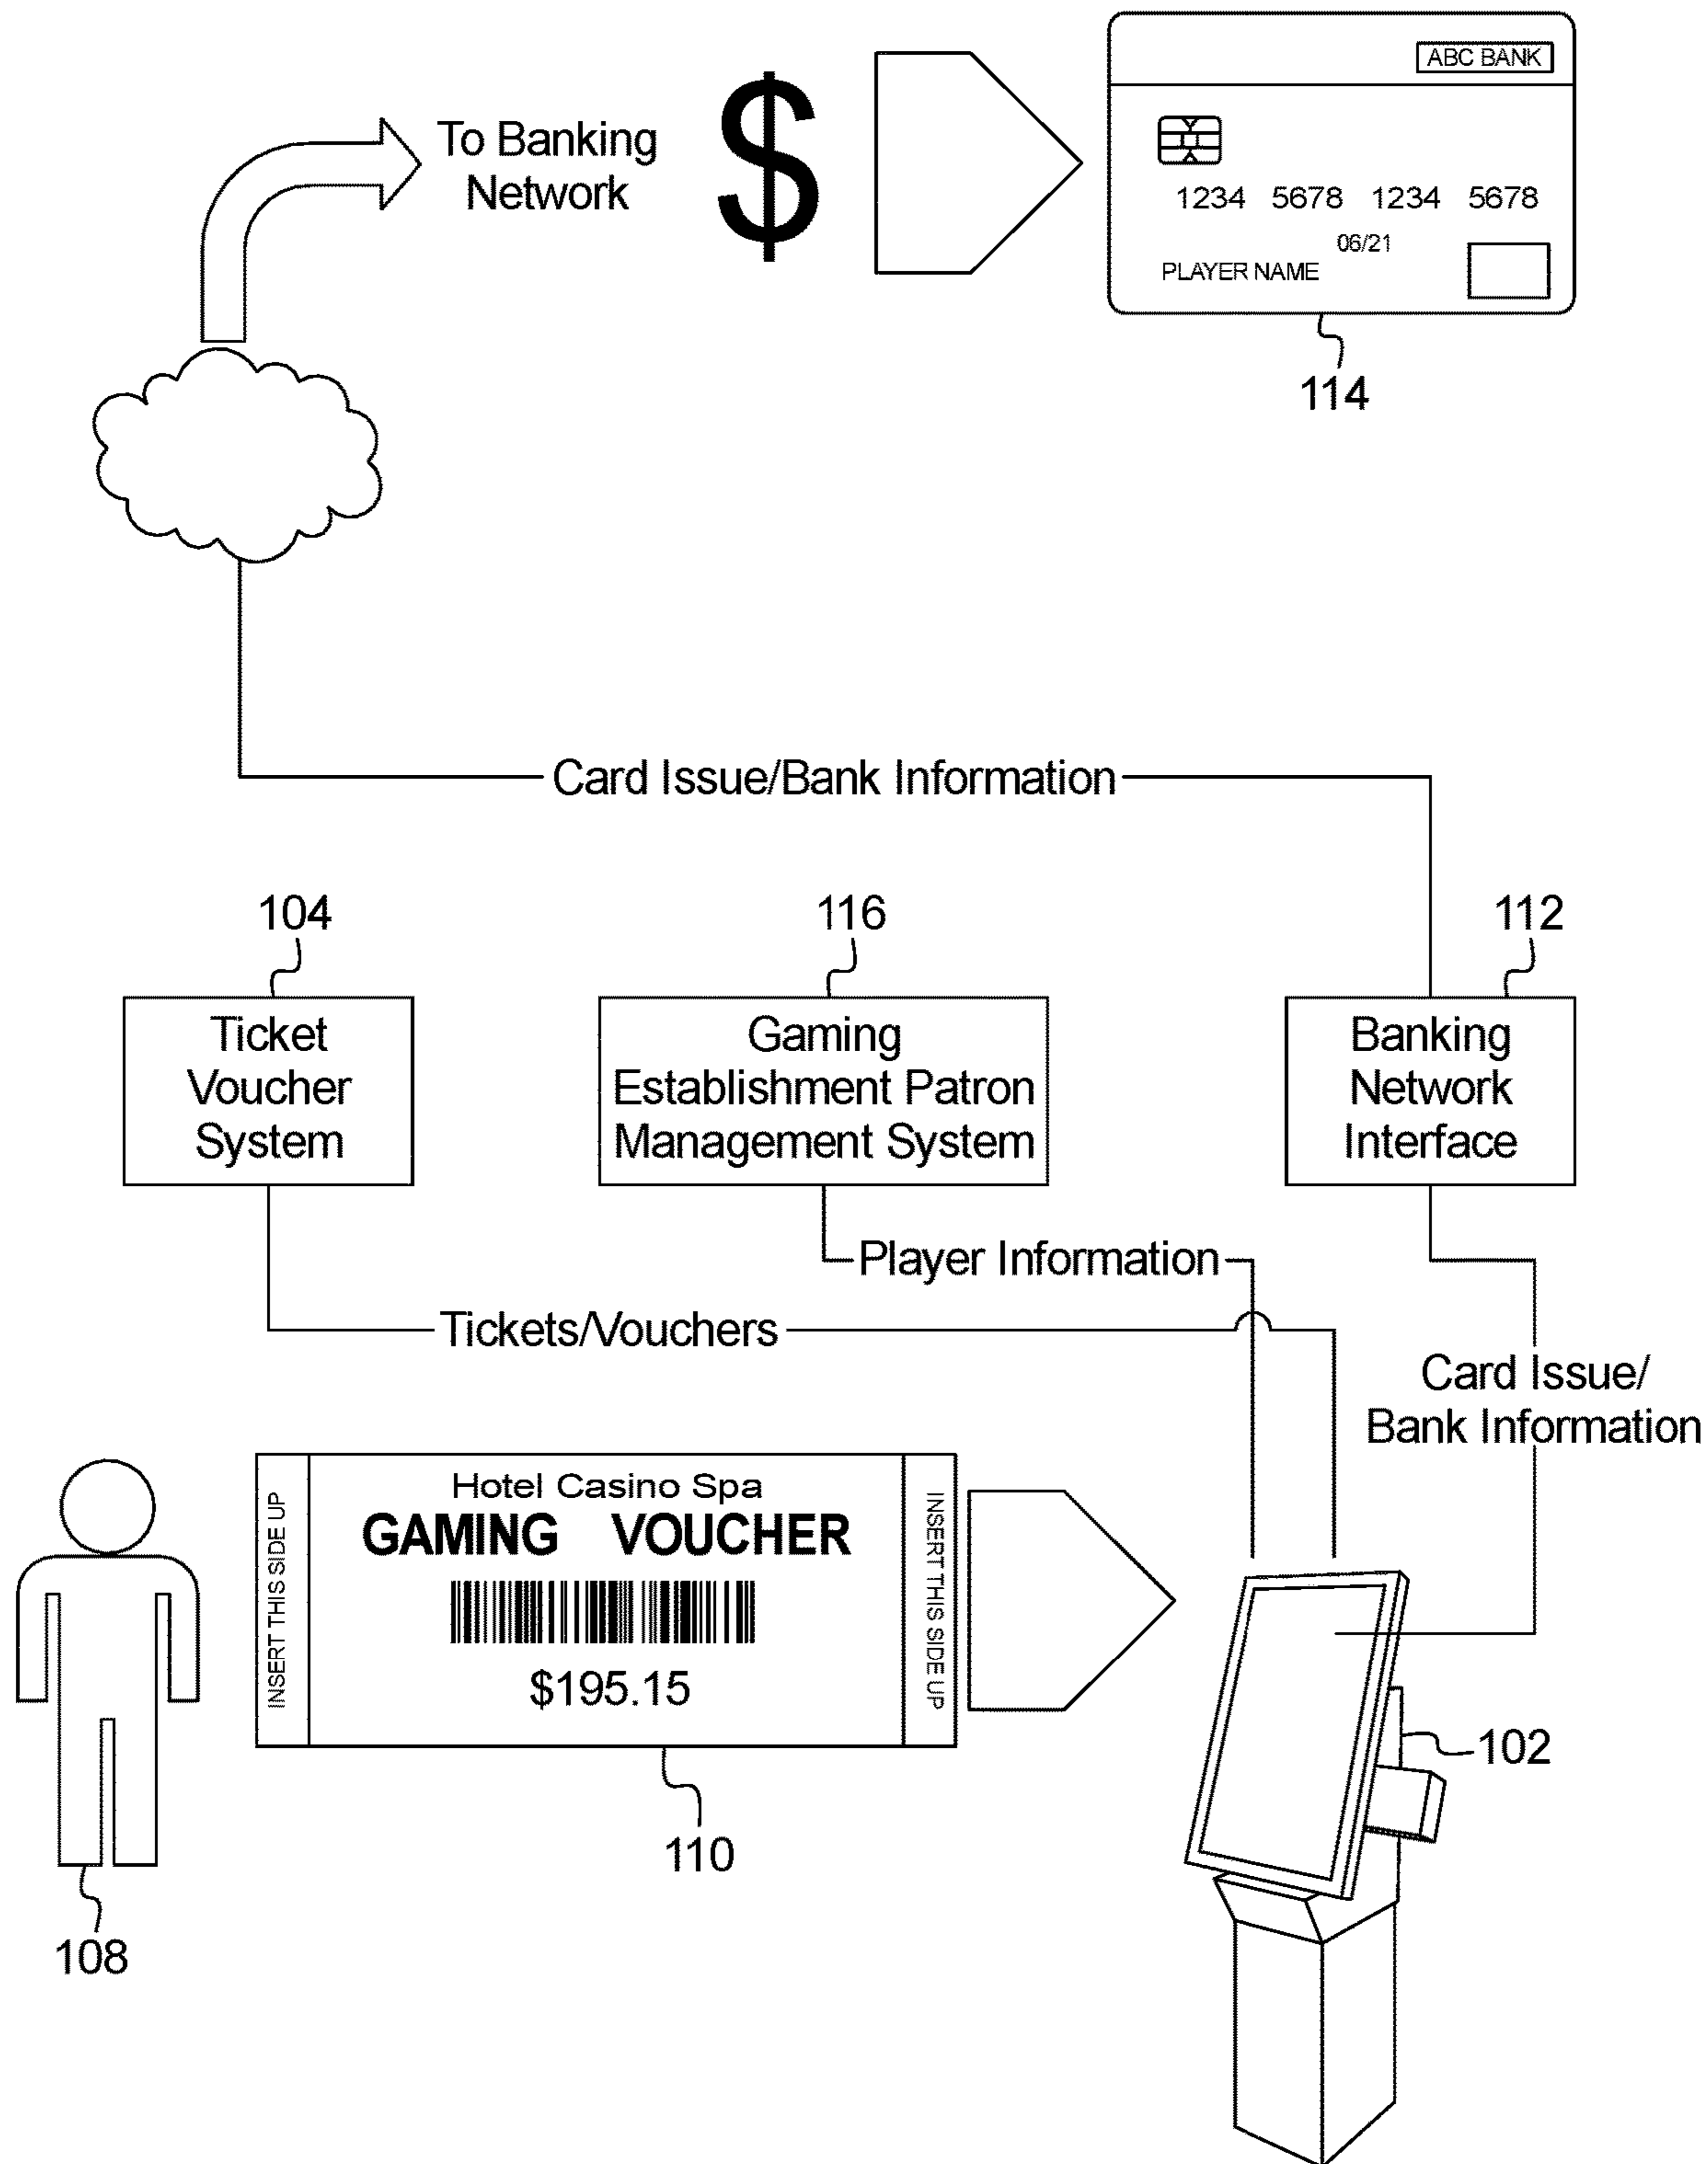 To Banking
Network
$
ABC BANK
1234 5678 1234 5678
06/21
PLAYER NAME
114
Card Issue/Bank Information
104
116
112
Ticket
Voucher
System
Gaming
Establishment Patron
Management System
Banking
Network
Interface
Player Information
Tickets/Vouchers
Card Issue/
Bank Information
INSERT THIS SIDE UP
Hotel Casino Spa
GAMING VOUCHER
$195.15
INSERT THIS SIDE UP
102
110
108